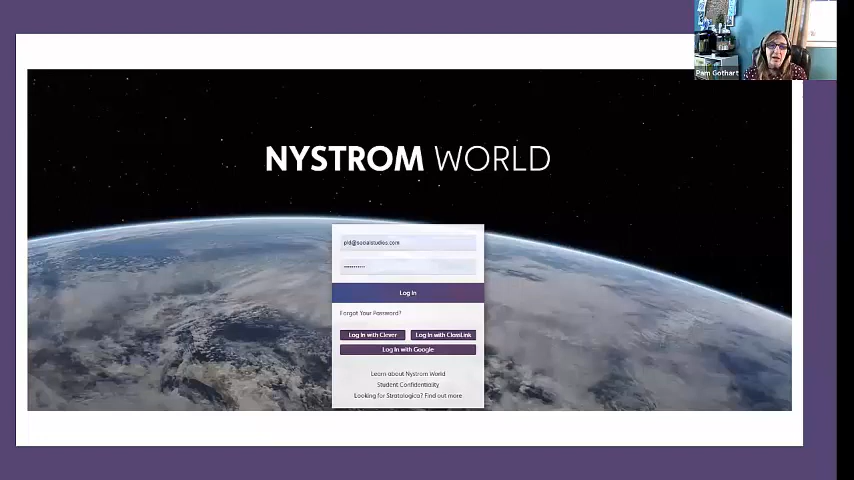 Pam Gothart
NYSTROM WORLD
pld@socialstudies.com
Log In
Forgot Your Password?
Log In with Clever
Log In with ClassLink
Log In with Google
Learn about Nystrom World
Student Confidentiality
Looking for Stratalogica? Find out more